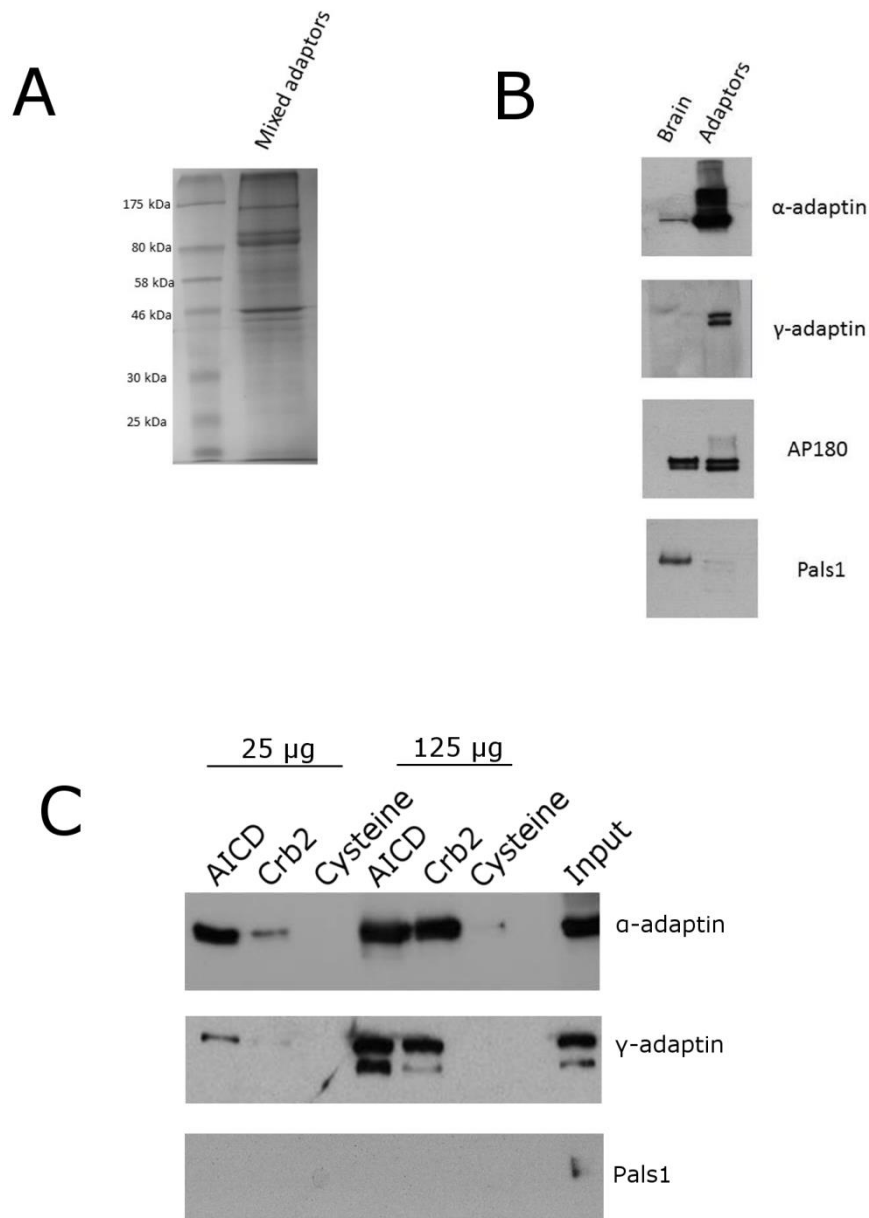 A
Mixed adaptors
175 kDa
80 kDa
58 kDa
46 kDa
30 kDa
25 kDa
B
Brain Adaptors
α-adaptin
γ-adaptin
AP180
Pals1
25 µg 125 µg
C
AICD Crb2 Cysteine AICD Crb2 Cysteine Input
α-adaptin
γ-adaptin
Pals1